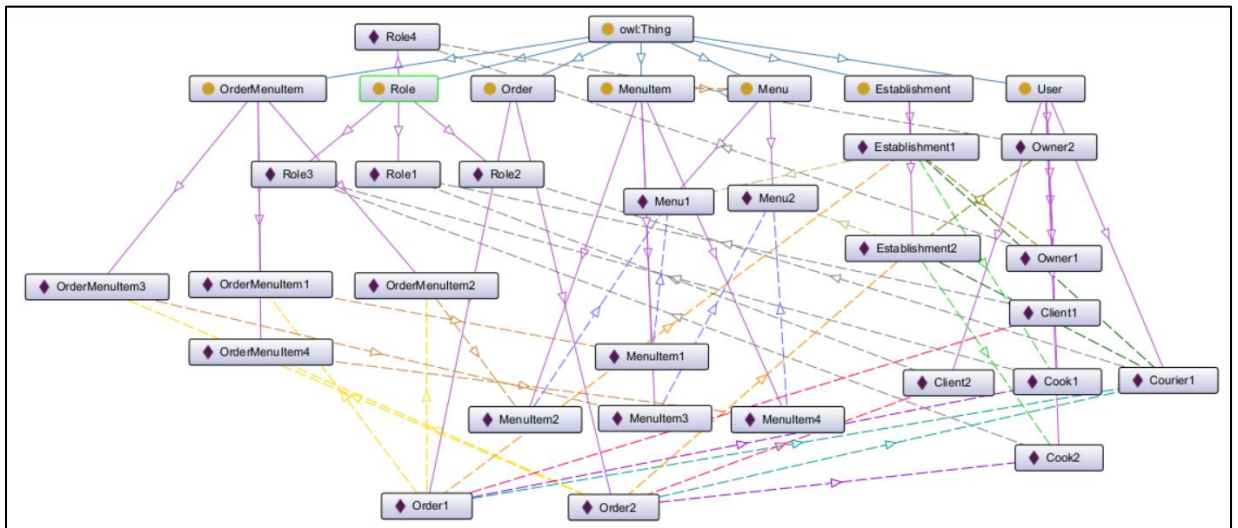 owl:Thing
Role4
OrderMenuItem
Role
Order
MenuItem
Menu
Establishment
User
Establishment1
Owner2
Role3
Role1
Role2
Menu1
Menu2
Establishment2
Owner1
OrderMenuItem3
OrderMenuItem1
OrderMenuItem2
Client1
OrderMenuItem4
MenuItem1
Client2
Cook1
Courier1
MenuItem2
MenuItem3
MenuItem4
Cook2
Order1
Order2